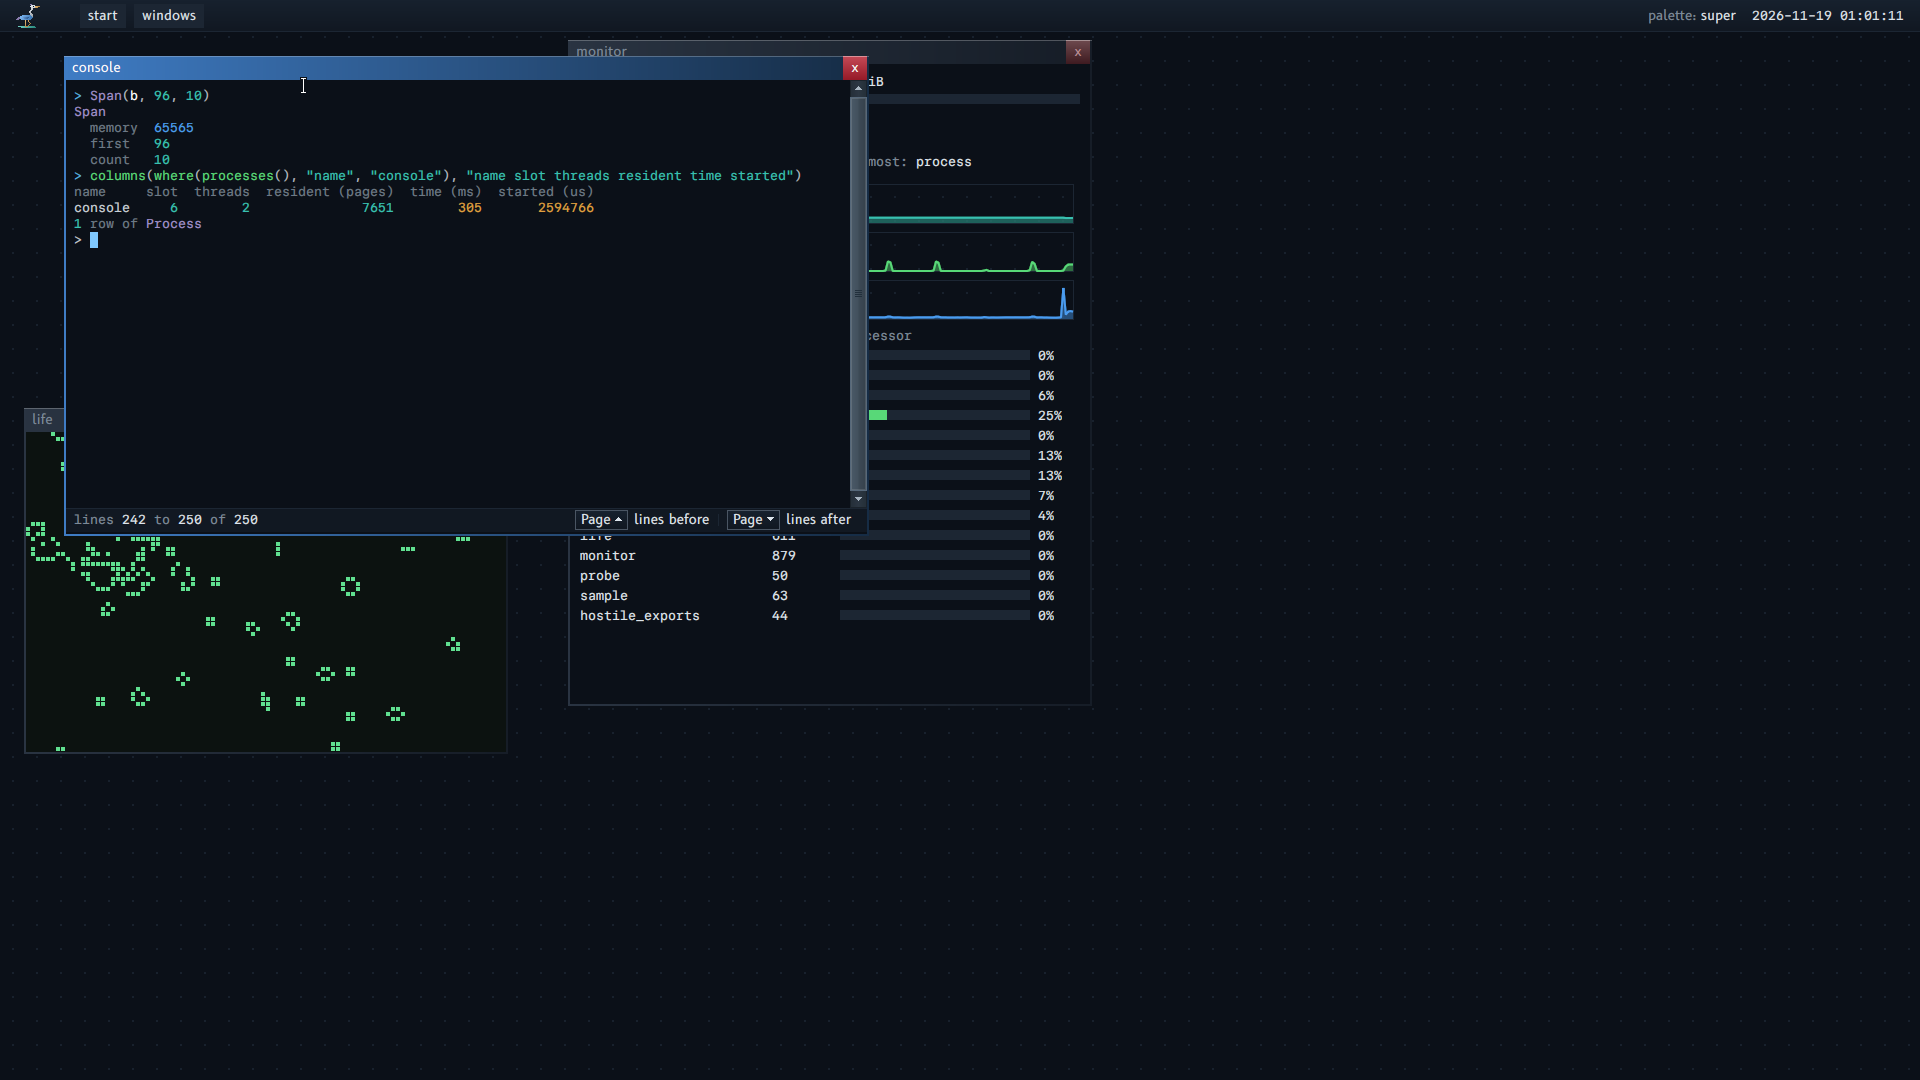 start windows palette: super 2026-11-19 01:01:11
monitor x
console x
iB
> Span(b, 96, 10)
Span
memory 65565
first 96
count 10
> columns(where(processes(), "name", "console"), "name slot threads resident time started")
name slot threads resident (pages) time (ms) started (us)
console 6 2 7651 305 2594766
1 row of Process
>
most: process
cessor
0%
0%
6%
25%
0%
13%
13%
7%
4%
life
lines 242 to 250 of 250 Page lines before Page lines after
life 611 0%
monitor 879 0%
probe 50 0%
sample 63 0%
hostile_exports 44 0%